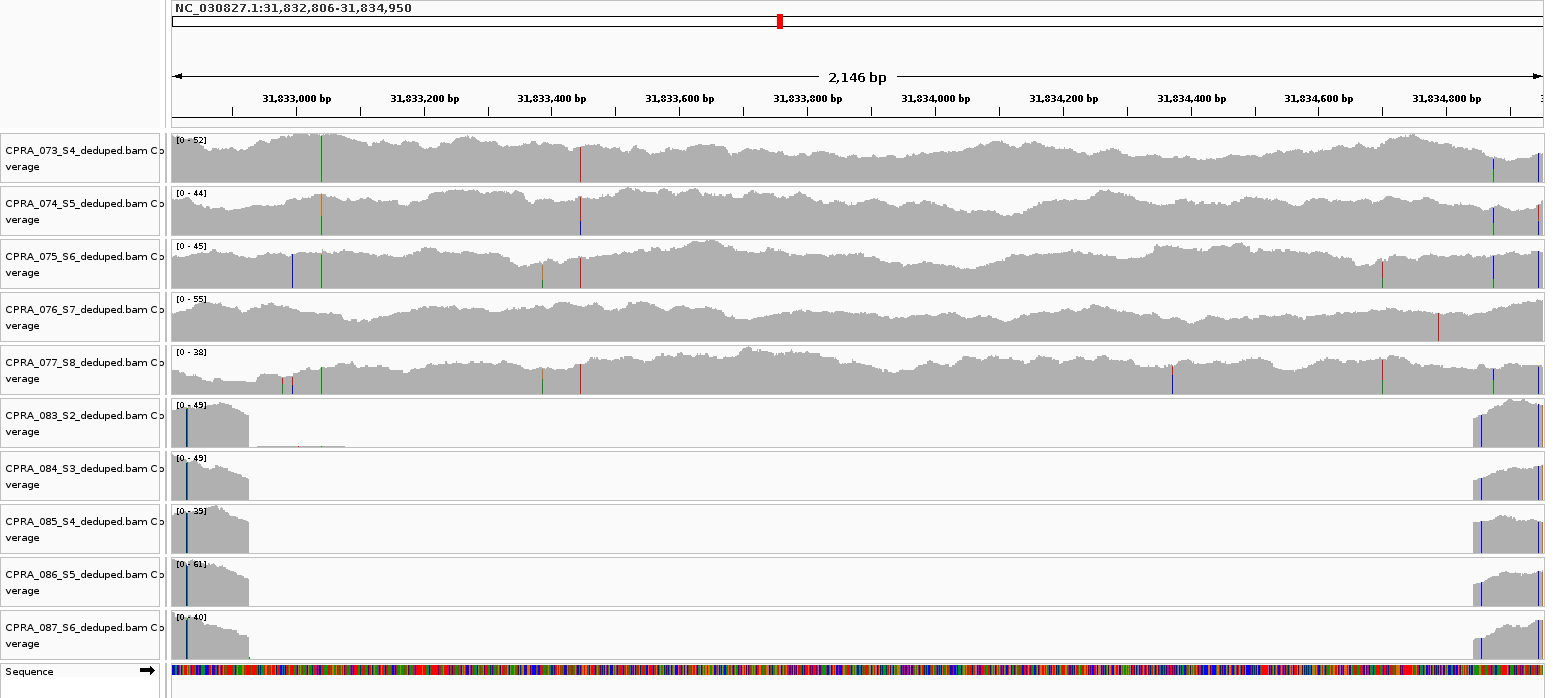 NC_030827.1:31,832,806-31,834,950
2,146 bp
31,833,000 bp 31,833,200 bp 31,833,400 bp 31,833,600 bp 31,833,800 bp 31,834,000 bp 31,834,200 bp 31,834,400 bp 31,834,600 bp 31,834,800 bp
[0 - 52]
CPRA_073_S4_deduped.bam Co
verage
[0 - 44]
CPRA_074_S5_deduped.bam Co
verage
[0 - 45]
CPRA_075_S6_deduped.bam Co
verage
[0 - 55]
CPRA_076_S7_deduped.bam Co
verage
[0 - 38]
CPRA_077_S8_deduped.bam Co
verage
[0 - 49]
CPRA_083_S2_deduped.bam Co
verage
[0 - 49]
CPRA_084_S3_deduped.bam Co
verage
[0 - 39]
CPRA_085_S4_deduped.bam Co
verage
[0 - 61]
CPRA_086_S5_deduped.bam Co
verage
[0 - 40]
CPRA_087_S6_deduped.bam Co
verage
Sequence